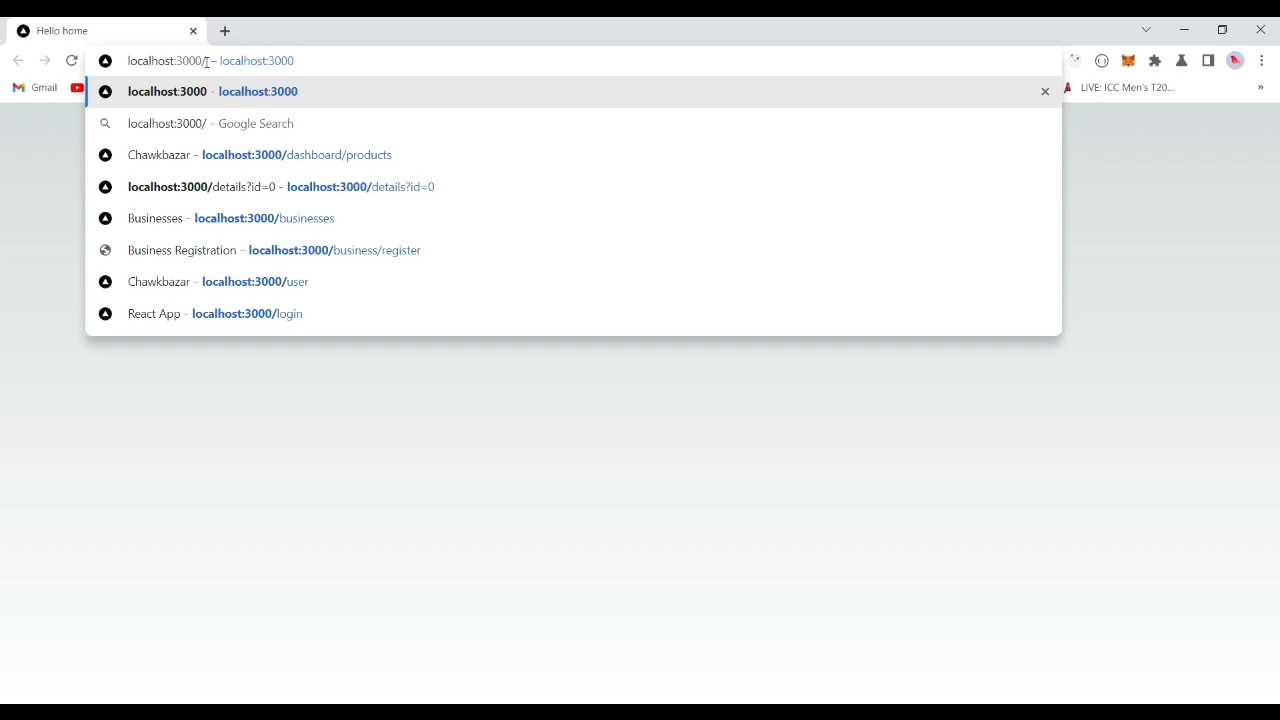 Hello home
localhost:3000/ – localhost:3000
Gmail
localhost:3000 - localhost:3000
LIVE: ICC Men's T20...
localhost:3000/ - Google Search
Chawkbazar - localhost:3000/dashboard/products
localhost:3000/details?id=0 - localhost:3000/details?id=0
Businesses - localhost:3000/businesses
Business Registration - localhost:3000/business/register
Chawkbazar - localhost:3000/user
React App - localhost:3000/login